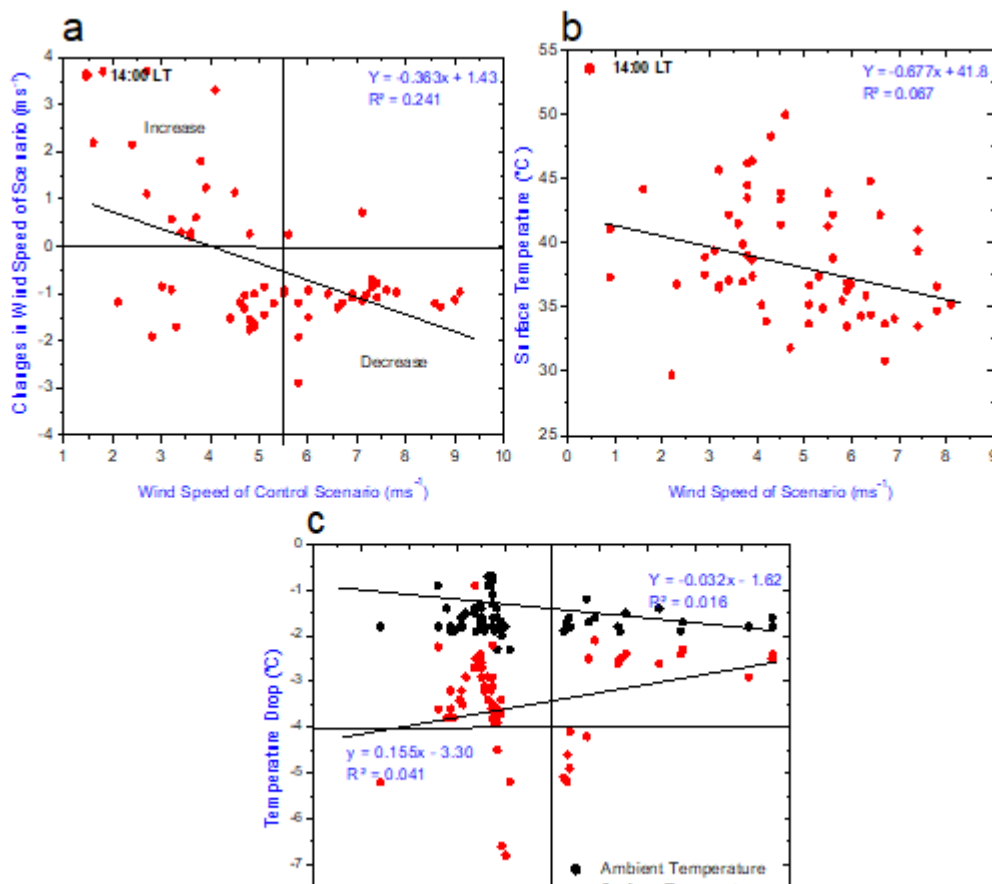 a
Changes in Wind Speed of Scenario (ms⁻¹)
4
3
2
1
0
-1
-2
-3
-4
14:00 LT
Y = -0.363x + 1.43
R² = 0.241
Increase
Decrease
1 2 3 4 5 6 7 8 9 10
Wind Speed of Control Scenario (ms⁻¹)
b
Surface Temperature (°C)
55
50
45
40
35
30
25
14:00 LT
Y = -0.677x + 41.8
R² = 0.067
0 1 2 3 4 5 6 7 8 9
Wind Speed of Scenario (ms⁻¹)
c
Temperature Drop (°C)
0
-1
-2
-3
-4
-5
-6
-7
Y = -0.032x - 1.62
R² = 0.016
y = 0.155x - 3.30
R² = 0.041
Ambient Temperature